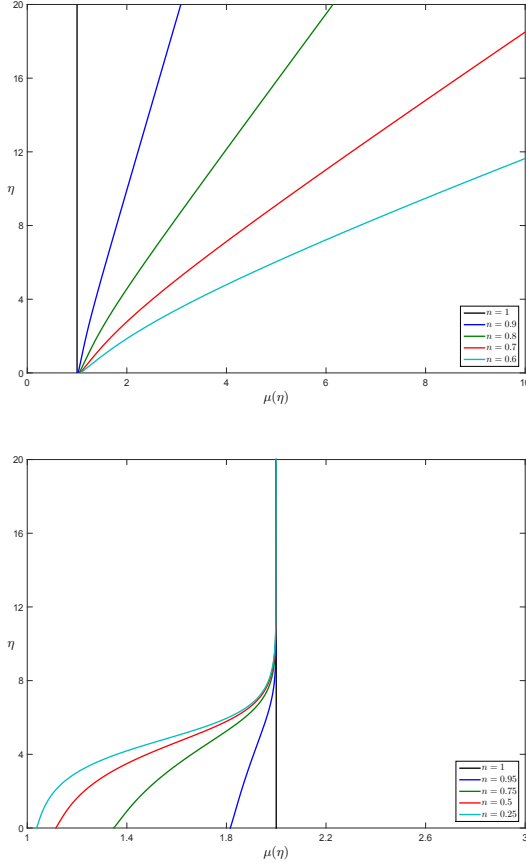 20
16
12
η
8
4
0
n = 1
n = 0.9
n = 0.8
n = 0.7
n = 0.6
0 2 4 6 8 10
μ(η)
20
16
12
η
8
4
0
n = 1
n = 0.95
n = 0.75
n = 0.5
n = 0.25
1 1.4 1.8 2.2 2.6 3
μ(η)